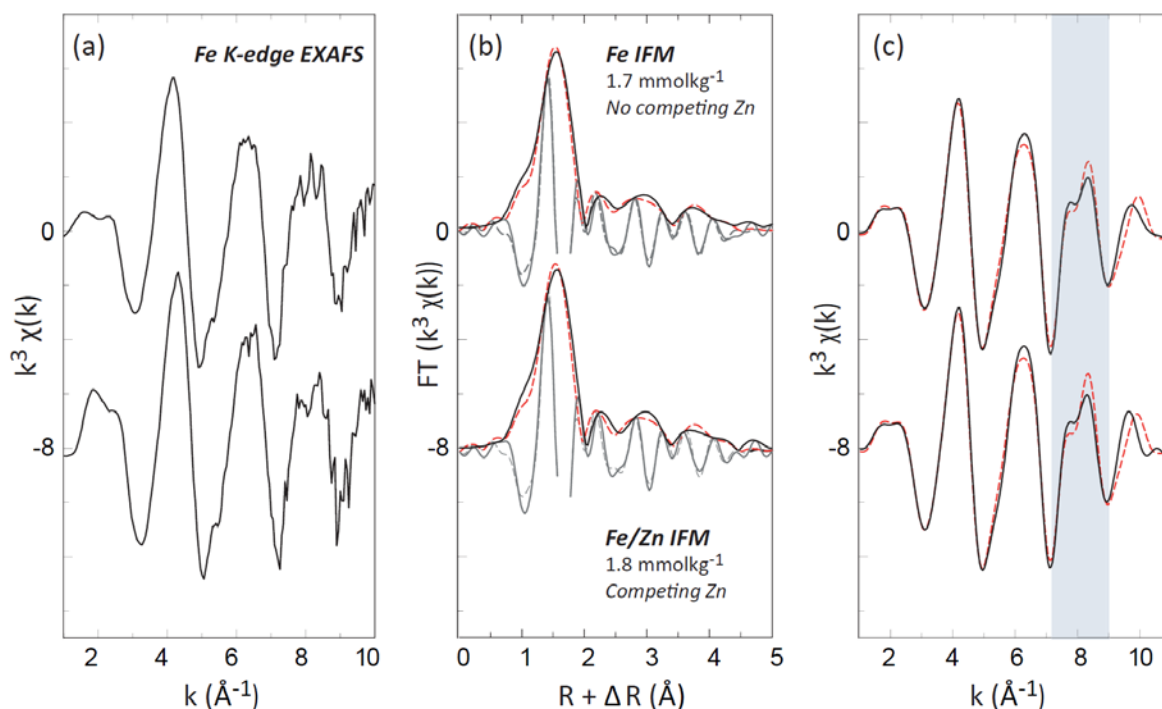 (a)
Fe K-edge EXAFS
k³ χ(k)
0
-8
2 4 6 8 10
k (Å⁻¹)
(b)
Fe IFM
1.7 mmolkg⁻¹
No competing Zn
FT (k³ χ(k))
0
-8
Fe/Zn IFM
1.8 mmolkg⁻¹
Competing Zn
0 1 2 3 4 5
R + Δ R (Å)
(c)
k³ χ(k)
0
-8
2 4 6 8 10
k (Å⁻¹)